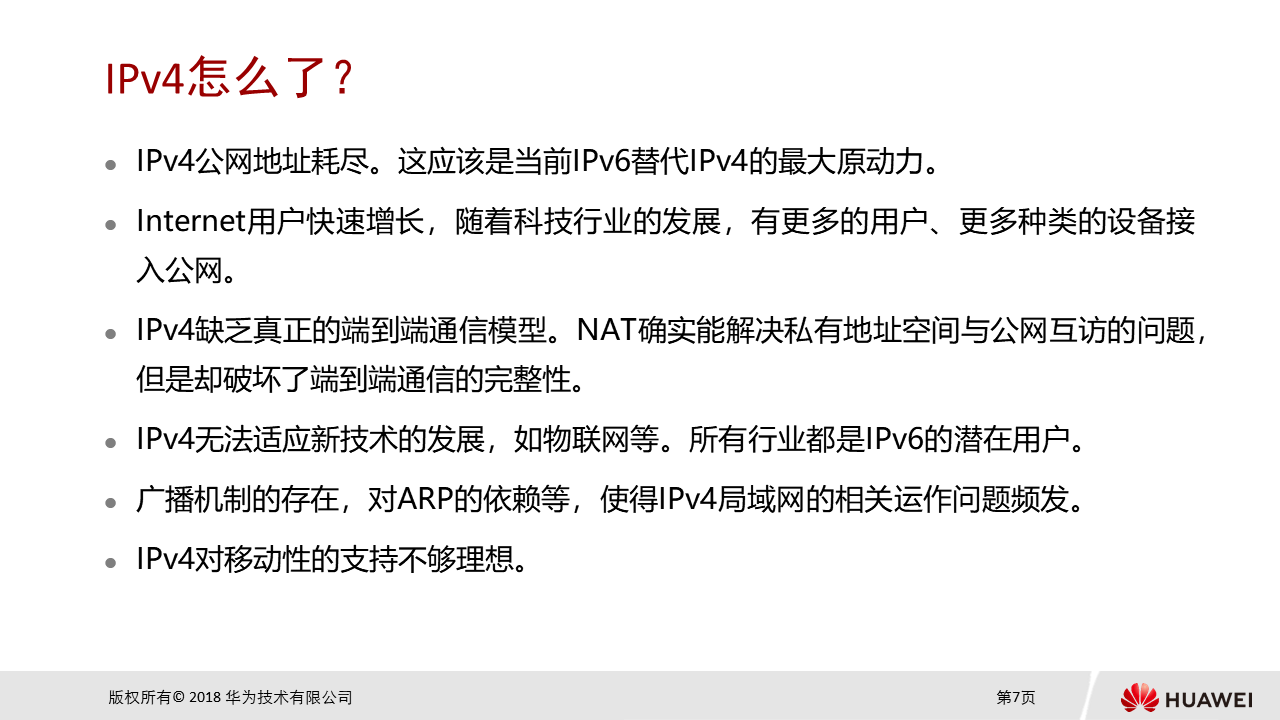 IPv4怎么了？
● IPv4公网地址耗尽。这应该是当前IPv6替代IPv4的最大原动力。
● Internet用户快速增长，随着科技行业的发展，有更多的用户、更多种类的设备接
入公网。
● IPv4缺乏真正的端到端通信模型。NAT确实能解决私有地址空间与公网互访的问题，
但是却破坏了端到端通信的完整性。
● IPv4无法适应新技术的发展，如物联网等。所有行业都是IPv6的潜在用户。
● 广播机制的存在，对ARP的依赖等，使得IPv4局域网的相关运作问题频发。
● IPv4对移动性的支持不够理想。
版权所有© 2018 华为技术有限公司
第7页
HUAWEI